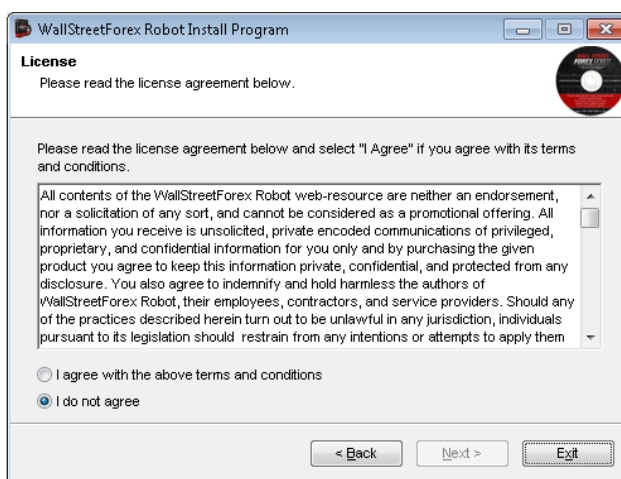 WallStreetForex Robot Install Program
License
Please read the license agreement below.
WALL STREET
FOREX ROBOT
Please read the license agreement below and select "I Agree" if you agree with its terms
and conditions.
All contents of the WallStreetForex Robot web-resource are neither an endorsement,
nor a solicitation of any sort, and cannot be considered as a promotional offering. All
information you receive is unsolicited, private encoded communications of privileged,
proprietary, and confidential information for you only and by purchasing the given
product you agree to keep this information private, confidential, and protected from any
disclosure. You also agree to indemnify and hold harmless the authors of
WallStreetForex Robot, their employees, contractors, and service providers. Should any
of the practices described herein turn out to be unlawful in any jurisdiction, individuals
pursuant to its legislation should restrain from any intentions or attempts to apply them
I agree with the above terms and conditions
I do not agree
< Back
Next >
Exit